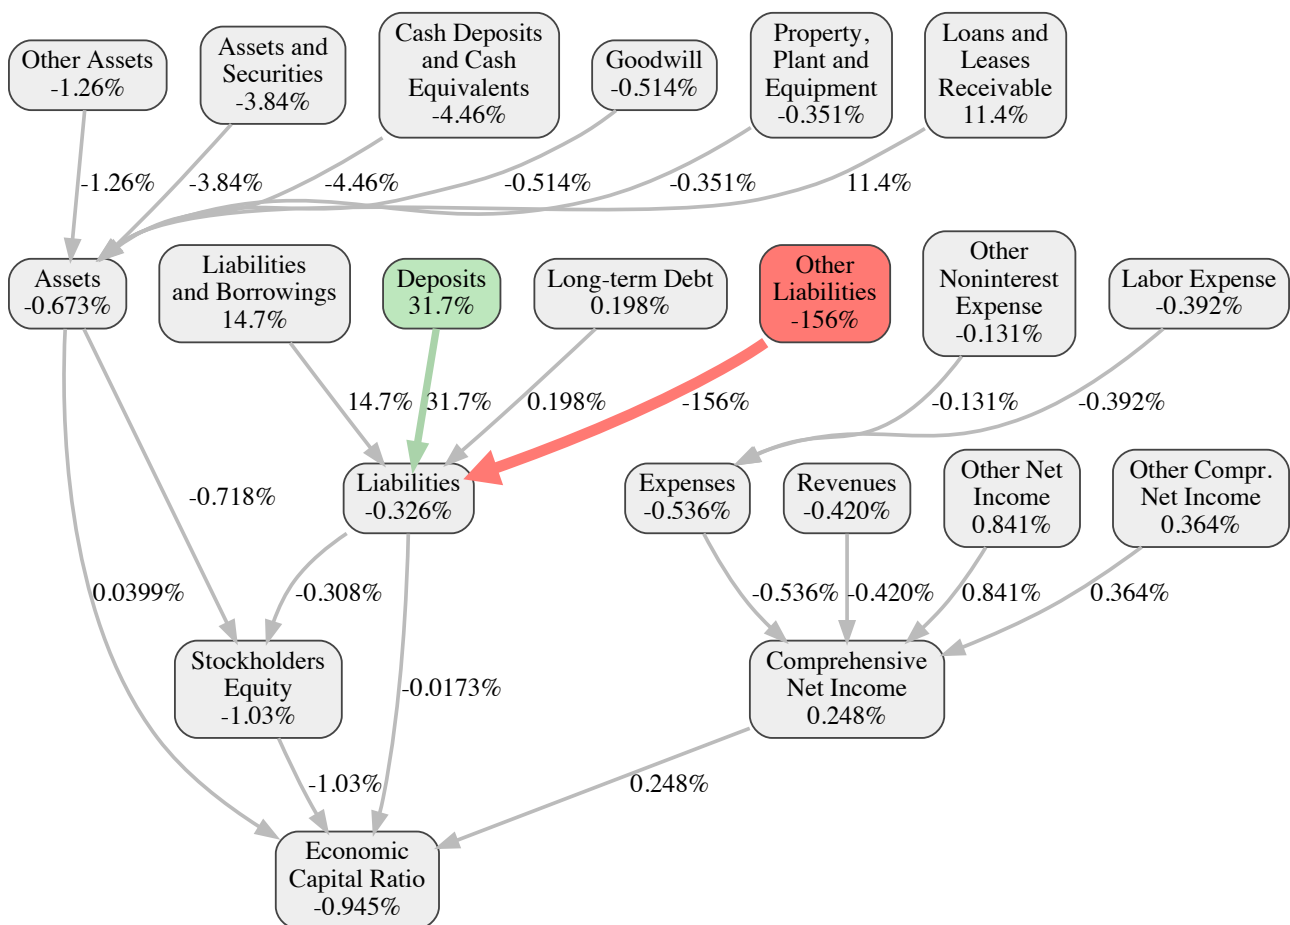 Other Assets
-1.26%
Assets and
Securities
-3.84%
Cash Deposits
and Cash
Equivalents
-4.46%
Goodwill
-0.514%
Property,
Plant and
Equipment
-0.351%
Loans and
Leases
Receivable
11.4%
-1.26%
-3.84%
-4.46%
-0.514%
-0.351%
11.4%
Assets
-0.673%
Liabilities
and Borrowings
14.7%
Deposits
31.7%
Long-term Debt
0.198%
Other
Liabilities
-156%
Other
Noninterest
Expense
-0.131%
Labor Expense
-0.392%
14.7%
31.7%
0.198%
-156%
-0.131%
-0.392%
-0.718%
Liabilities
-0.326%
Expenses
-0.536%
Revenues
-0.420%
Other Net
Income
0.841%
Other Compr.
Net Income
0.364%
0.0399%
-0.308%
-0.536%
-0.420%
0.841%
0.364%
Stockholders
Equity
-1.03%
-0.0173%
Comprehensive
Net Income
0.248%
-1.03%
0.248%
Economic
Capital Ratio
-0.945%